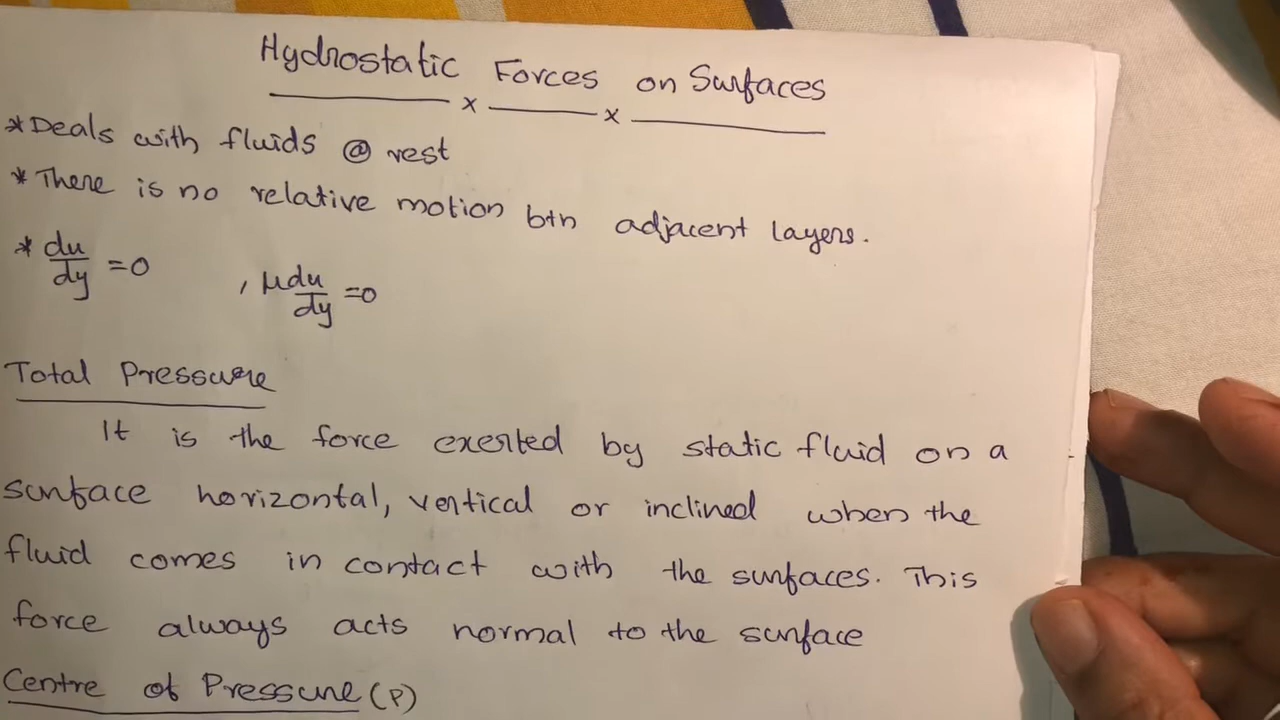 Hydrostatic Forces on Surfaces
* Deals with fluids @ rest
* There is no relative motion btn adjacent layers.
* du/dy = 0 , μdu/dy = 0
Total Pressure
It is the force exerted by static fluid on a
surface horizontal, vertical or inclined when the
fluid comes in contact with the surfaces. This
force always acts normal to the surface
Centre of Pressure (P)